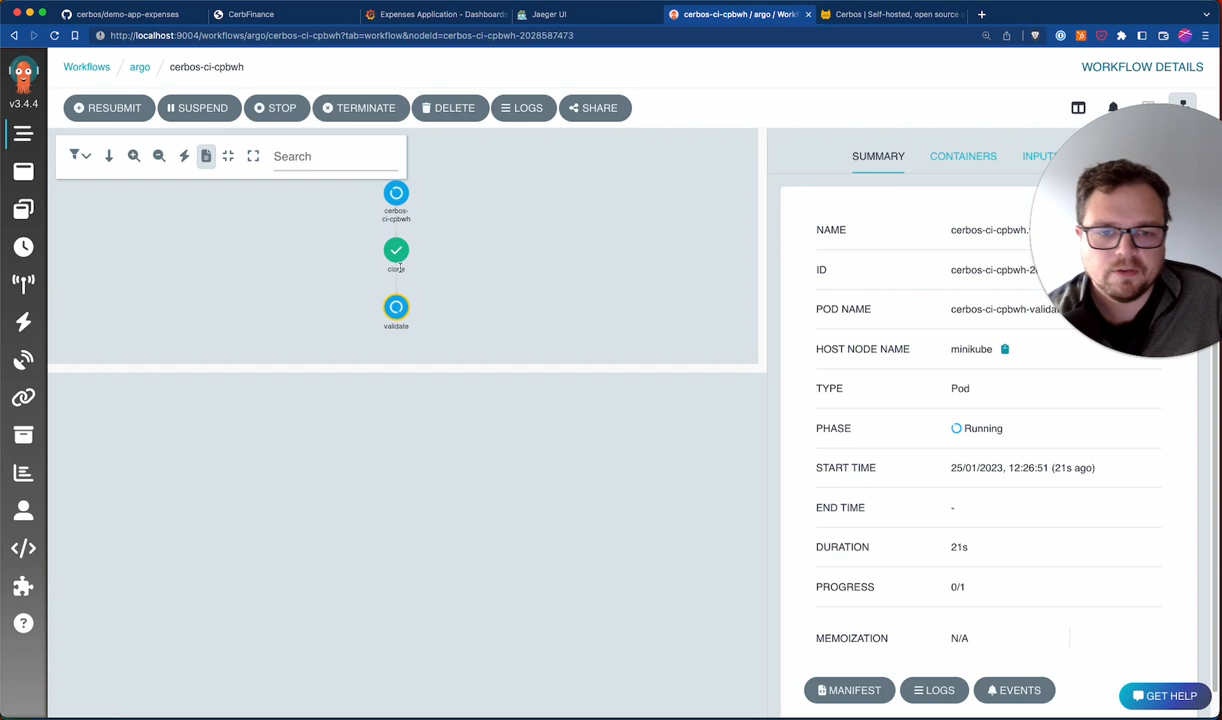 cerbos/demo-app-expenses
CerbFinance
Expenses Application - Dashboards
Jaeger UI
cerbos-ci-cpbwh / argo / Workf
Cerbos | Self-hosted, open source
http://localhost:9004/workflows/argo/cerbos-ci-cpbwh?tab=workflow&nodeId=cerbos-ci-cpbwh-2028587473
v3.4.4
Workflows / argo / cerbos-ci-cpbwh
WORKFLOW DETAILS
RESUBMIT
SUSPEND
STOP
TERMINATE
DELETE
LOGS
SHARE
Search
cerbos-
ci-cpbwh
clone
validate
SUMMARY
CONTAINERS
NAME cerbos-ci-cpbwh.
ID cerbos-ci-cpbwh-2
POD NAME cerbos-ci-cpbwh-valida
HOST NODE NAME minikube
TYPE Pod
PHASE Running
START TIME 25/01/2023, 12:26:51 (21s ago)
END TIME -
DURATION 21s
PROGRESS 0/1
MEMOIZATION N/A
MANIFEST
LOGS
EVENTS
GET HELP